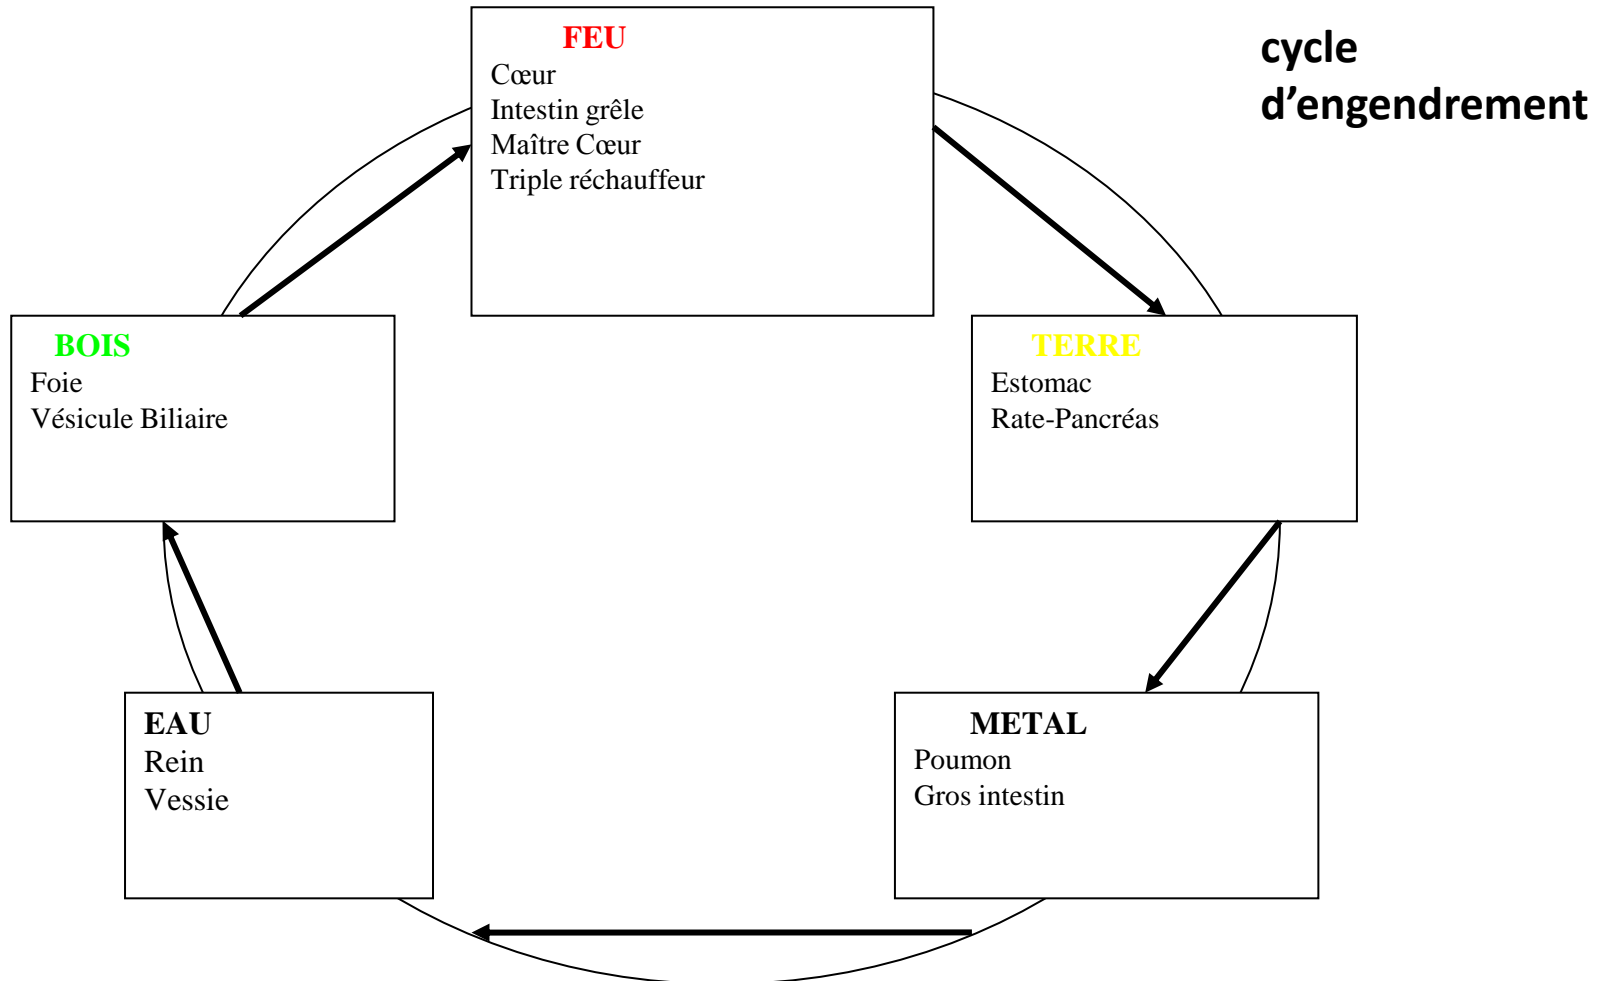 cycle
d’engendrement
FEU
Cœur
Intestin grêle
Maître Cœur
Triple réchauffeur
BOIS
Foie
Vésicule Biliaire
TERRE
Estomac
Rate-Pancréas
EAU
Rein
Vessie
METAL
Poumon
Gros intestin